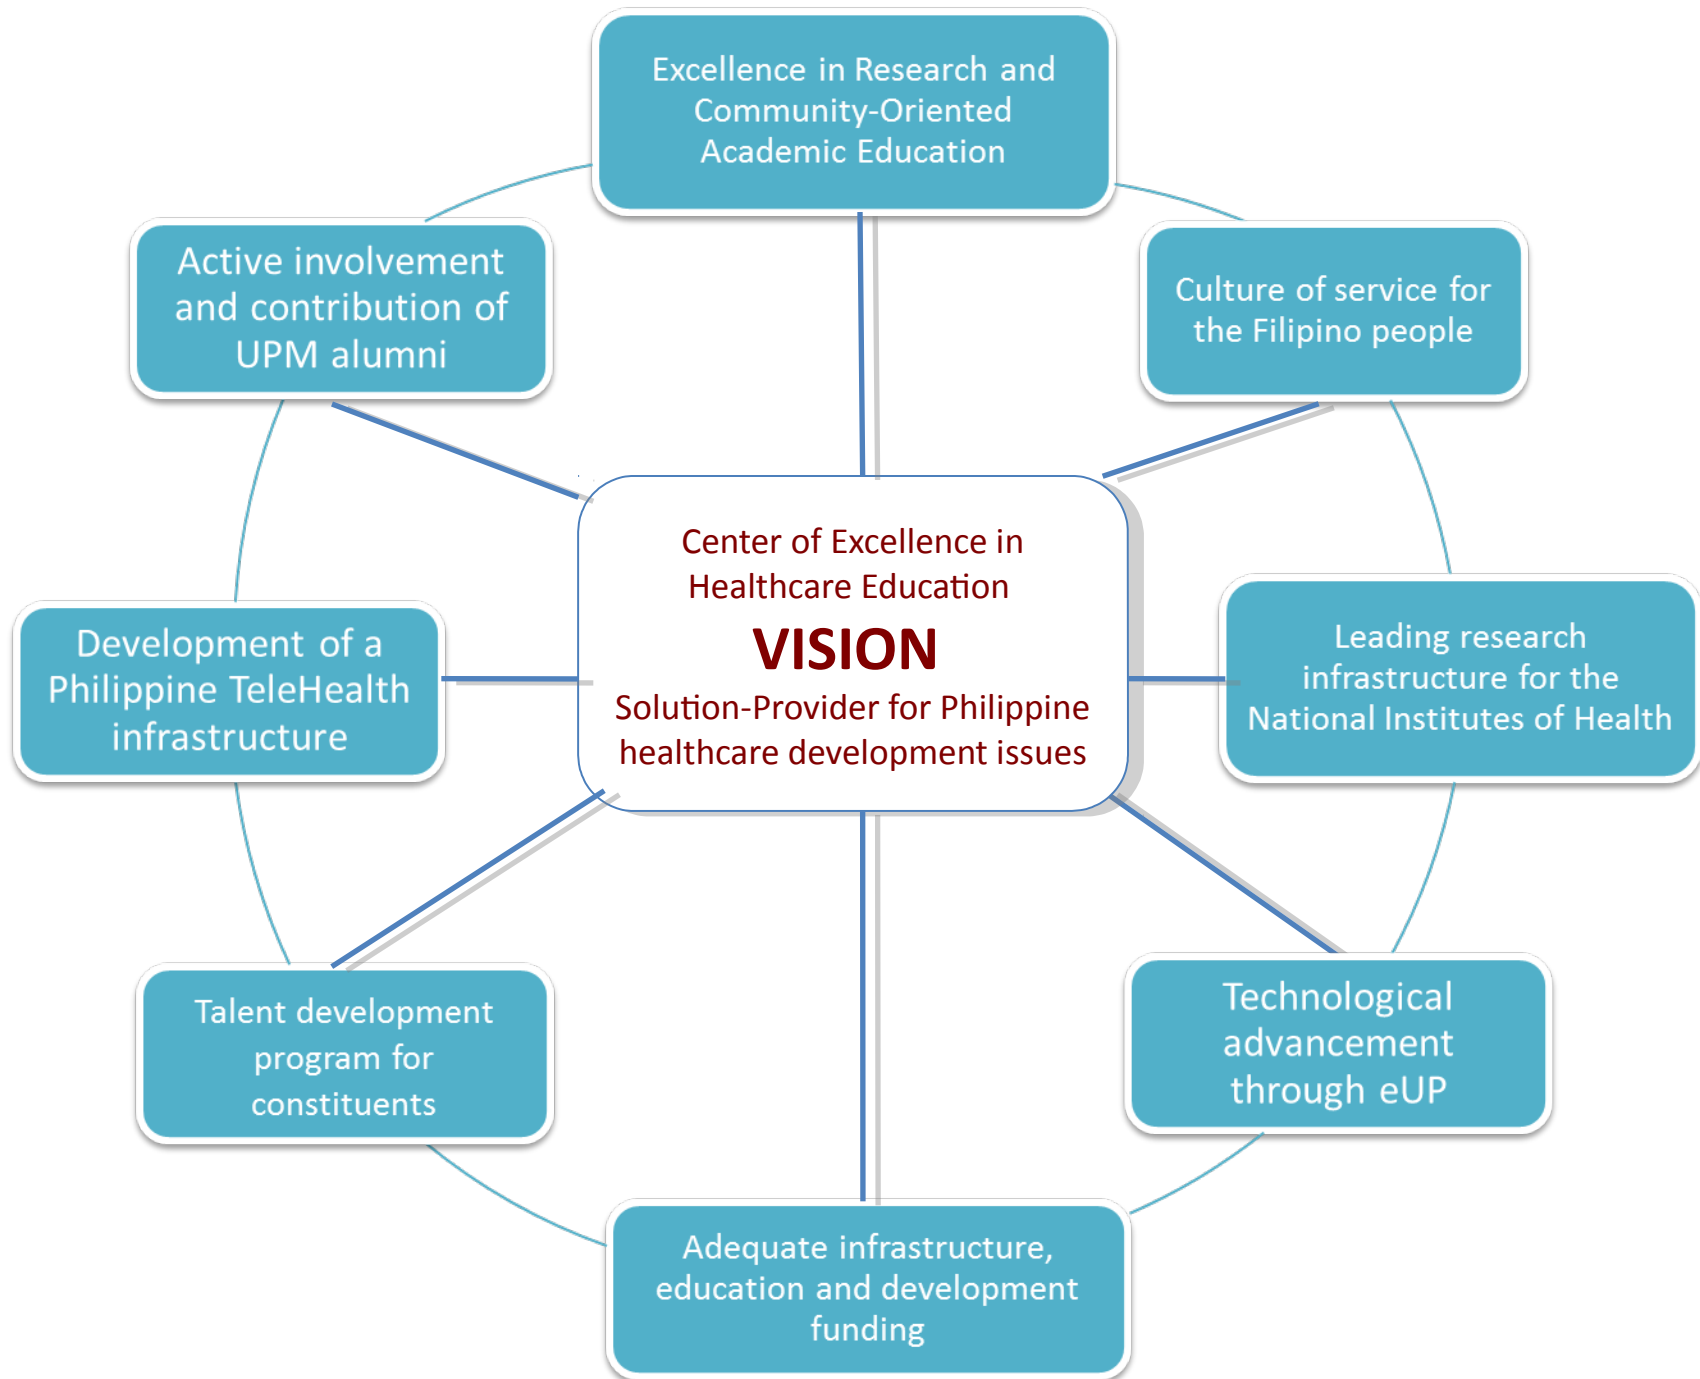 Excellence in Research and
Community-Oriented
Academic Education
Active involvement
and contribution of
UPM alumni
Culture of service for
the Filipino people
Center of Excellence in
Healthcare Education
VISION
Solution-Provider for Philippine
healthcare development issues
Development of a
Philippine TeleHealth
infrastructure
Leading research
infrastructure for the
National Institutes of Health
Talent development
program for
constituents
Technological
advancement
through eUP
Adequate infrastructure,
education and development
funding